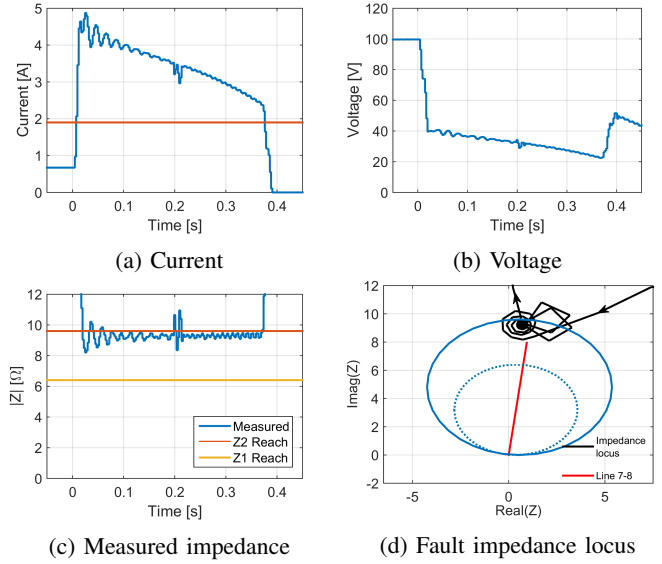 5
4
3
2
1
0
Current [A]
0
0.1
0.2
0.3
0.4
Time [s]
(a) Current
120
100
80
60
40
20
0
Voltage [V]
0
0.1
0.2
0.3
0.4
Time [s]
(b) Voltage
12
10
8
6
4
2
0
|Z| [Ω]
Measured
Z2 Reach
Z1 Reach
0
0.1
0.2
0.3
0.4
Time [s]
(c) Measured impedance
12
10
8
6
4
2
0
-2
Imag(Z)
Impedance
locus
Line 7-8
-5
0
5
Real(Z)
(d) Fault impedance locus